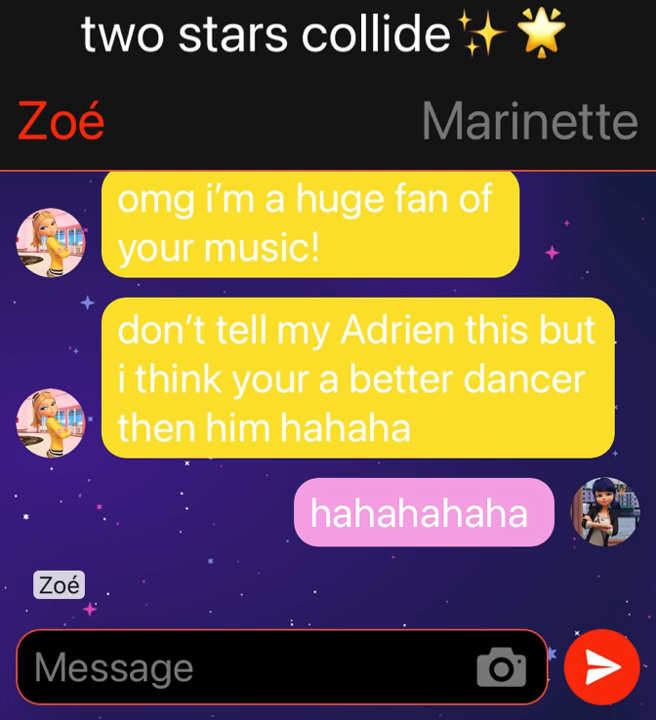 two stars collide✨🌟
Zoé
Marinette
omg i’m a huge fan of
your music!
don’t tell my Adrien this but
i think your a better dancer
then him hahaha
hahahahaha
Zoé
Message